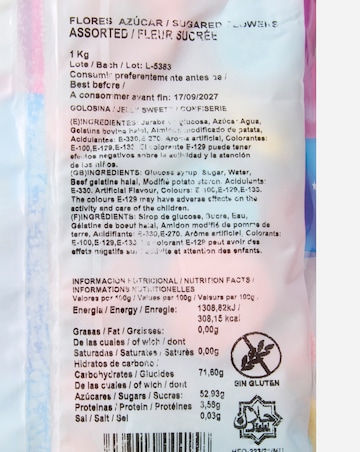 FLORES AZÚCAR / SUGARED FLOWERS
ASSORTED / FLEUR SUCRÉE
1 Kg
Lote / Bach / Lot: L-5383
Consumir preferentemente antes de /
Best before /
A consommer avant fin: 17/09/2027
GOLOSINA / JELLY SWEETS / CONFISERIE
(E)INGREDIENTES: Jarabe de glucosa, Azúcar, Agua,
Gelatina bovina halal, Almidon modificado de patata,
Acidulantes: E-330, E-270. Aroma artificial, Colorantes:
E-100, E-129, E-133. El colorante E-129 puede tener
efectos negativos sobre la actividad y la atención
de los niños.
(GB)INGREDIENTS: Glucose syrup, Sugar, Water,
Beef gelatine halal, Modifié potato starch, Acidulants:
E-330. Artificial Flavour, Colours: E-100, E-129, E-133.
The colours E-129 may have adverse effects on the
activity and care of the children.
(F)INGRÉDIENTS: Sirop de glucose, Sucre, Eau,
Gélatine de boeuf halal, Amidon modifié de pomme de
terre, E-330, E-270. Arôme artificiel, Colorants:
E-100, E-129, E-133. Le colorant E-129 peut avoir des
effets négatifs sur l'activité et attention des enfants.
INFORMACION NUTRICIONAL / NUTRITION FACTS /
INFORMATIONS NUTRITIONELLES
Valores por 100g / Values per 100g / Valeurs par 100g
Energia / Energy / Energie: 1308,82kJ /
308,15 kcal
Grasas / Fat / Graisses: 0,00g
De las cuales / of wich / dont
Saturadas / Saturates / Saturés 0,00g
Hidratos de carbono /
Carbohydrates / Glucides 71,60g
De las cuales / of wich / dont
Azúcares / Sugars / Sucres: 52,93g
Proteinas / Protein / Protéines 3,58g
Sal / Salt / Sel 0,03g
SIN GLUTEN
حلال
Halal